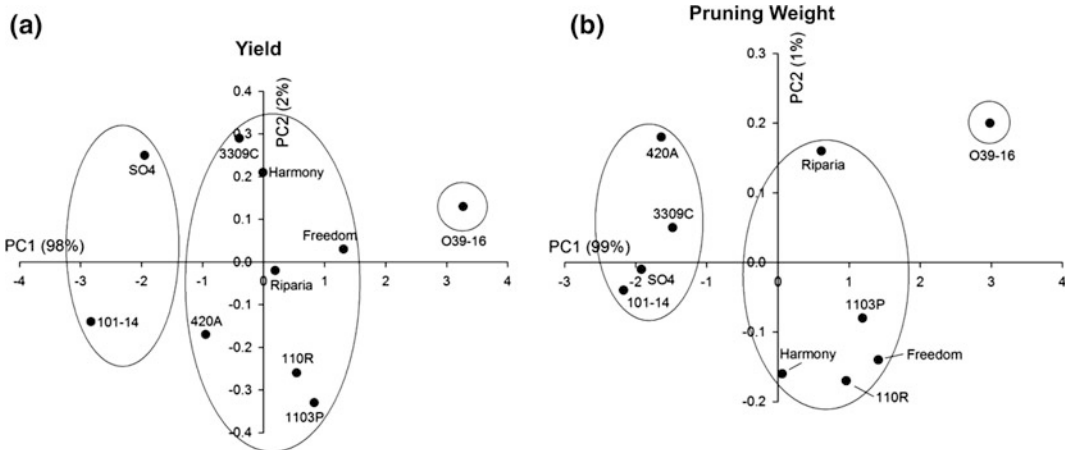 (a)
Yield
PC2 (2%)
0.4
0.3
0.2
0.1
0.0
-0.1
-0.2
-0.3
-0.4
PC1 (98%)
-4
-3
-2
-1
0
1
2
3
4
3309C
SO4
Harmony
Freedom
O39-16
Riparia
101-14
420A
110R
1103P
(b)
Pruning Weight
PC2 (1%)
0.3
0.2
0.1
0.0
-0.1
-0.2
PC1 (99%)
-3
-2
-1
0
1
2
3
4
420A
O39-16
Riparia
3309C
SO4
101-14
1103P
Harmony
Freedom
110R